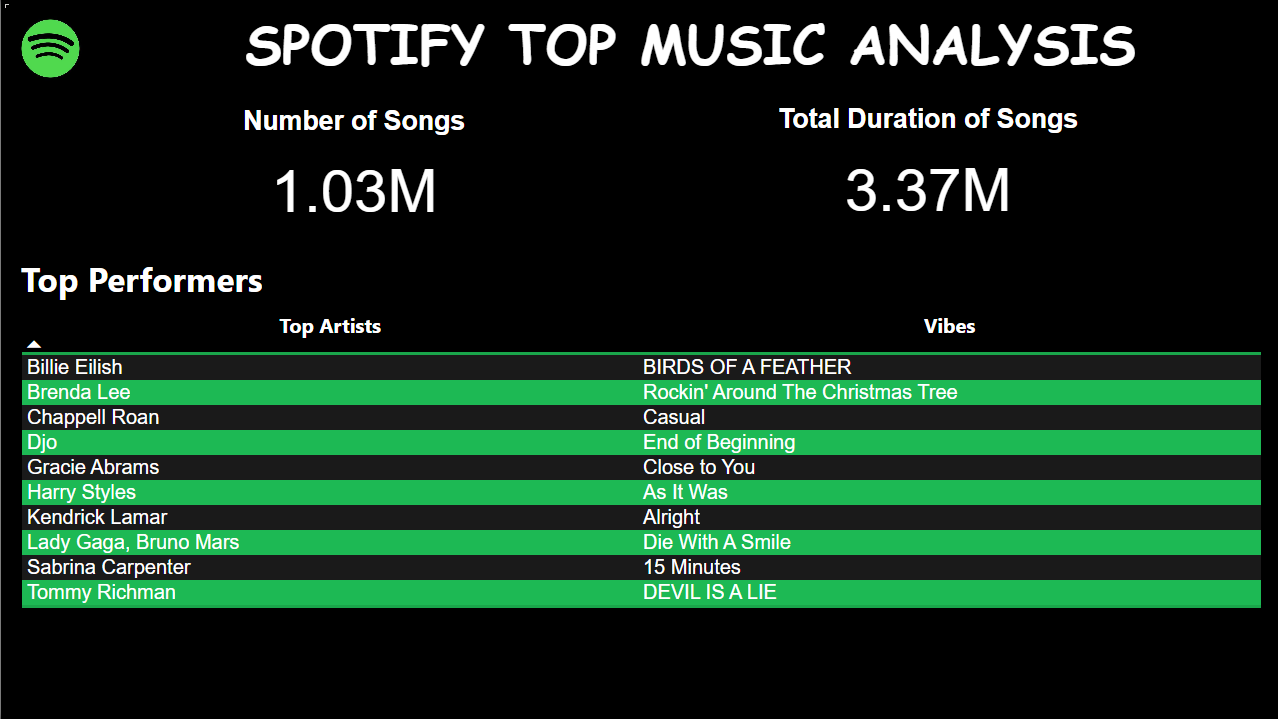 SPOTIFY TOP MUSIC ANALYSIS
Number of Songs
Total Duration of Songs
1.03M
3.37M
Top Performers
Top Artists Vibes
Billie Eilish BIRDS OF A FEATHER
Brenda Lee Rockin' Around The Christmas Tree
Chappell Roan Casual
Djo End of Beginning
Gracie Abrams Close to You
Harry Styles As It Was
Kendrick Lamar Alright
Lady Gaga, Bruno Mars Die With A Smile
Sabrina Carpenter 15 Minutes
Tommy Richman DEVIL IS A LIE